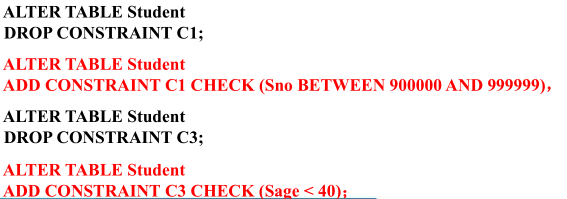 ALTER TABLE Student
DROP CONSTRAINT C1;
ALTER TABLE Student
ADD CONSTRAINT C1 CHECK (Sno BETWEEN 900000 AND 999999),
ALTER TABLE Student
DROP CONSTRAINT C3;
ALTER TABLE Student
ADD CONSTRAINT C3 CHECK (Sage < 40);